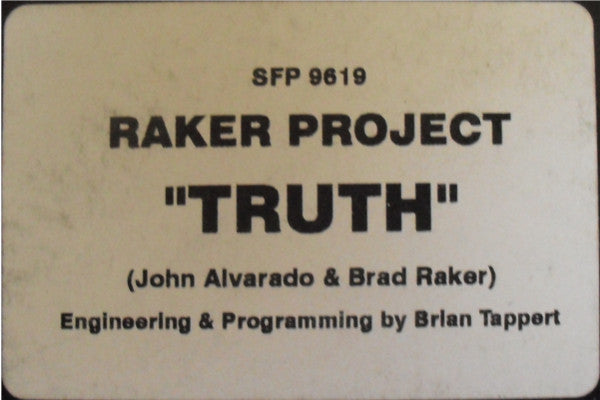 SFP 9619
RAKER PROJECT
"TRUTH"
(John Alvarado & Brad Raker)
Engineering & Programming by Brian Tappert